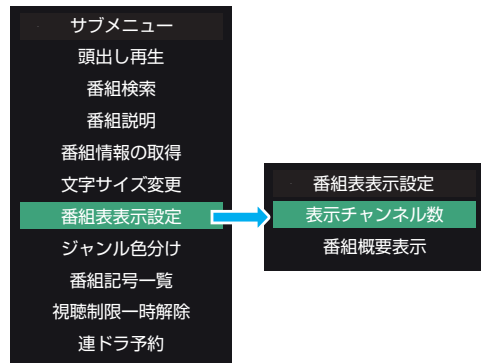 サブメニュー
頭出し再生
番組検索
番組説明
番組情報の取得
文字サイズ変更
番組表表示設定
ジャンル色分け
番組記号一覧
視聴制限一時解除
連ドラ予約
番組表表示設定
表示チャンネル数
番組概要表示